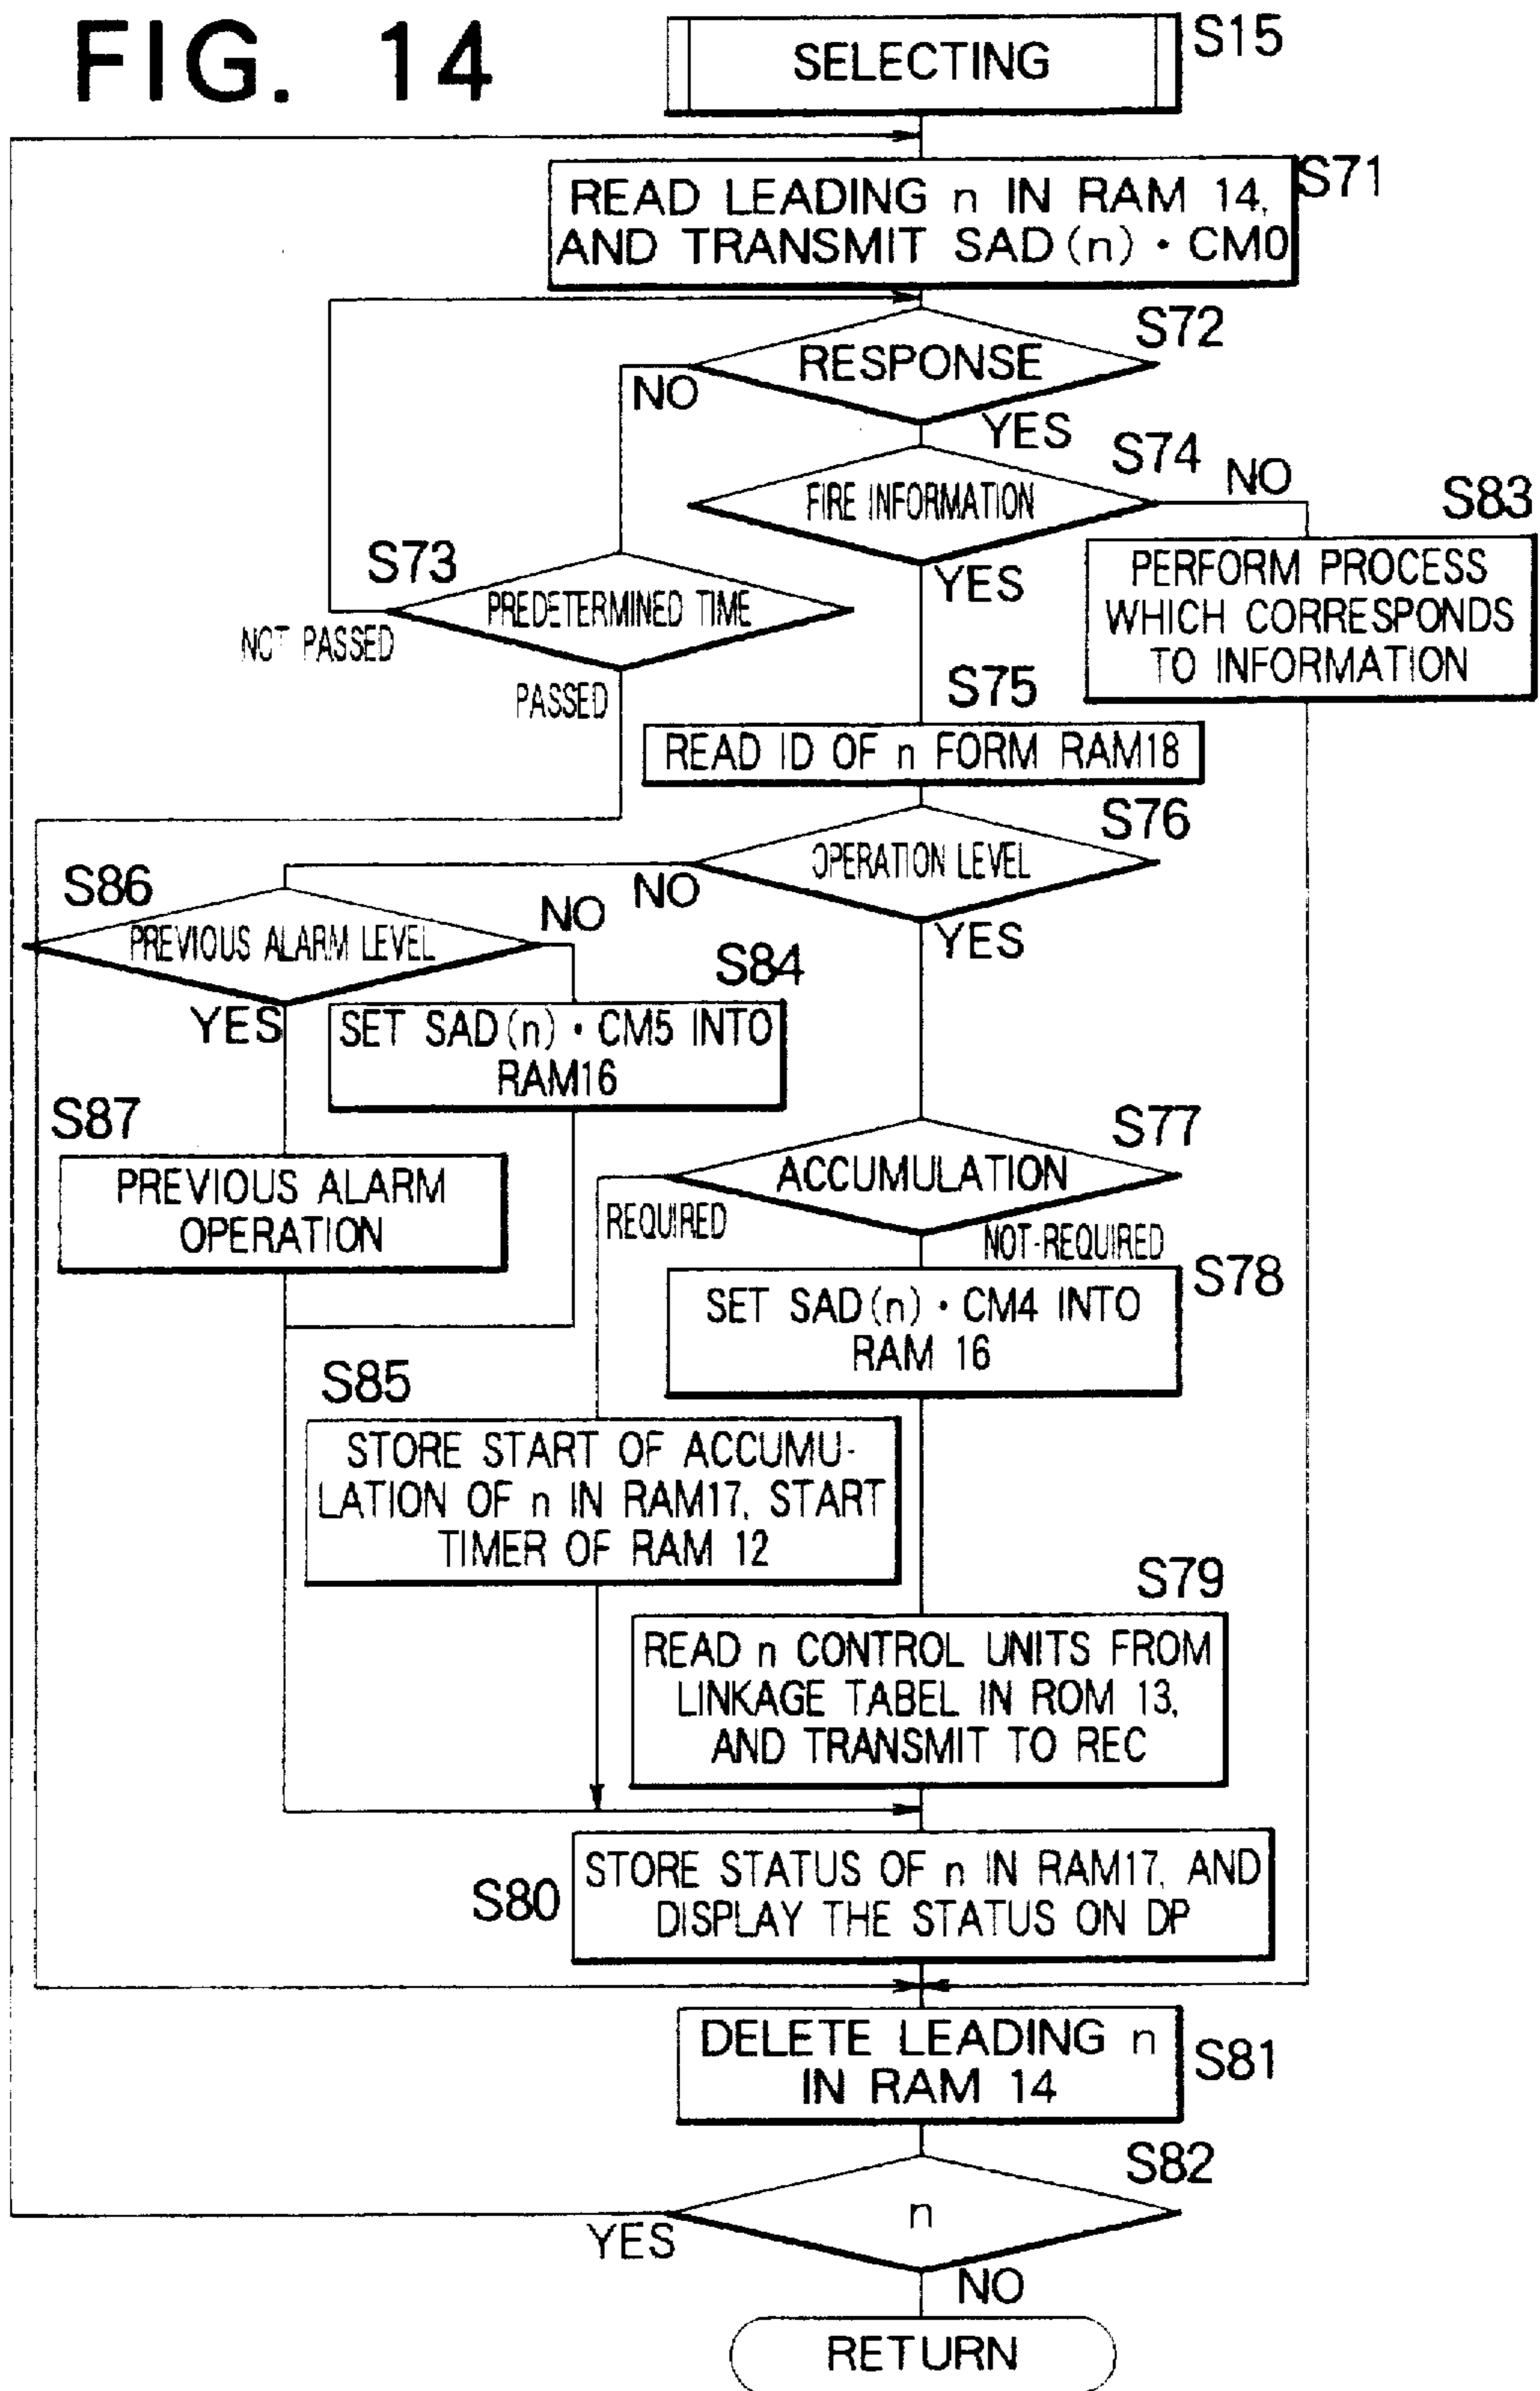 FIG. 14
SELECTING
S15
S71
READ LEADING n IN RAM 14,
AND TRANSMIT SAD(n)・CM0
S72
RESPONSE
NO
YES
S74
NO
FIRE INFORMATION
YES
S83
PERFORM PROCESS
WHICH CORRESPONDS
TO INFORMATION
S73
PREDETERMINED TIME
NOT PASSED
PASSED
S75
READ ID OF n FORM RAM18
S76
OPERATION LEVEL
NO
YES
S86
PREVIOUS ALARM LEVEL
NO
YES
S84
SET SAD(n)・CM5 INTO
RAM16
S87
PREVIOUS ALARM
OPERATION
S77
ACCUMULATION
REQUIRED
NOT-REQUIRED
S78
SET SAD(n)・CM4 INTO
RAM 16
S85
STORE START OF ACCUMU-
LATION OF n IN RAM17, START
TIMER OF RAM 12
S79
READ n CONTROL UNITS FROM
LINKAGE TABEL IN ROM 13,
AND TRANSMIT TO REC
S80
STORE STATUS OF n IN RAM17, AND
DISPLAY THE STATUS ON DP
DELETE LEADING n
IN RAM 14
S81
S82
n
YES
NO
RETURN